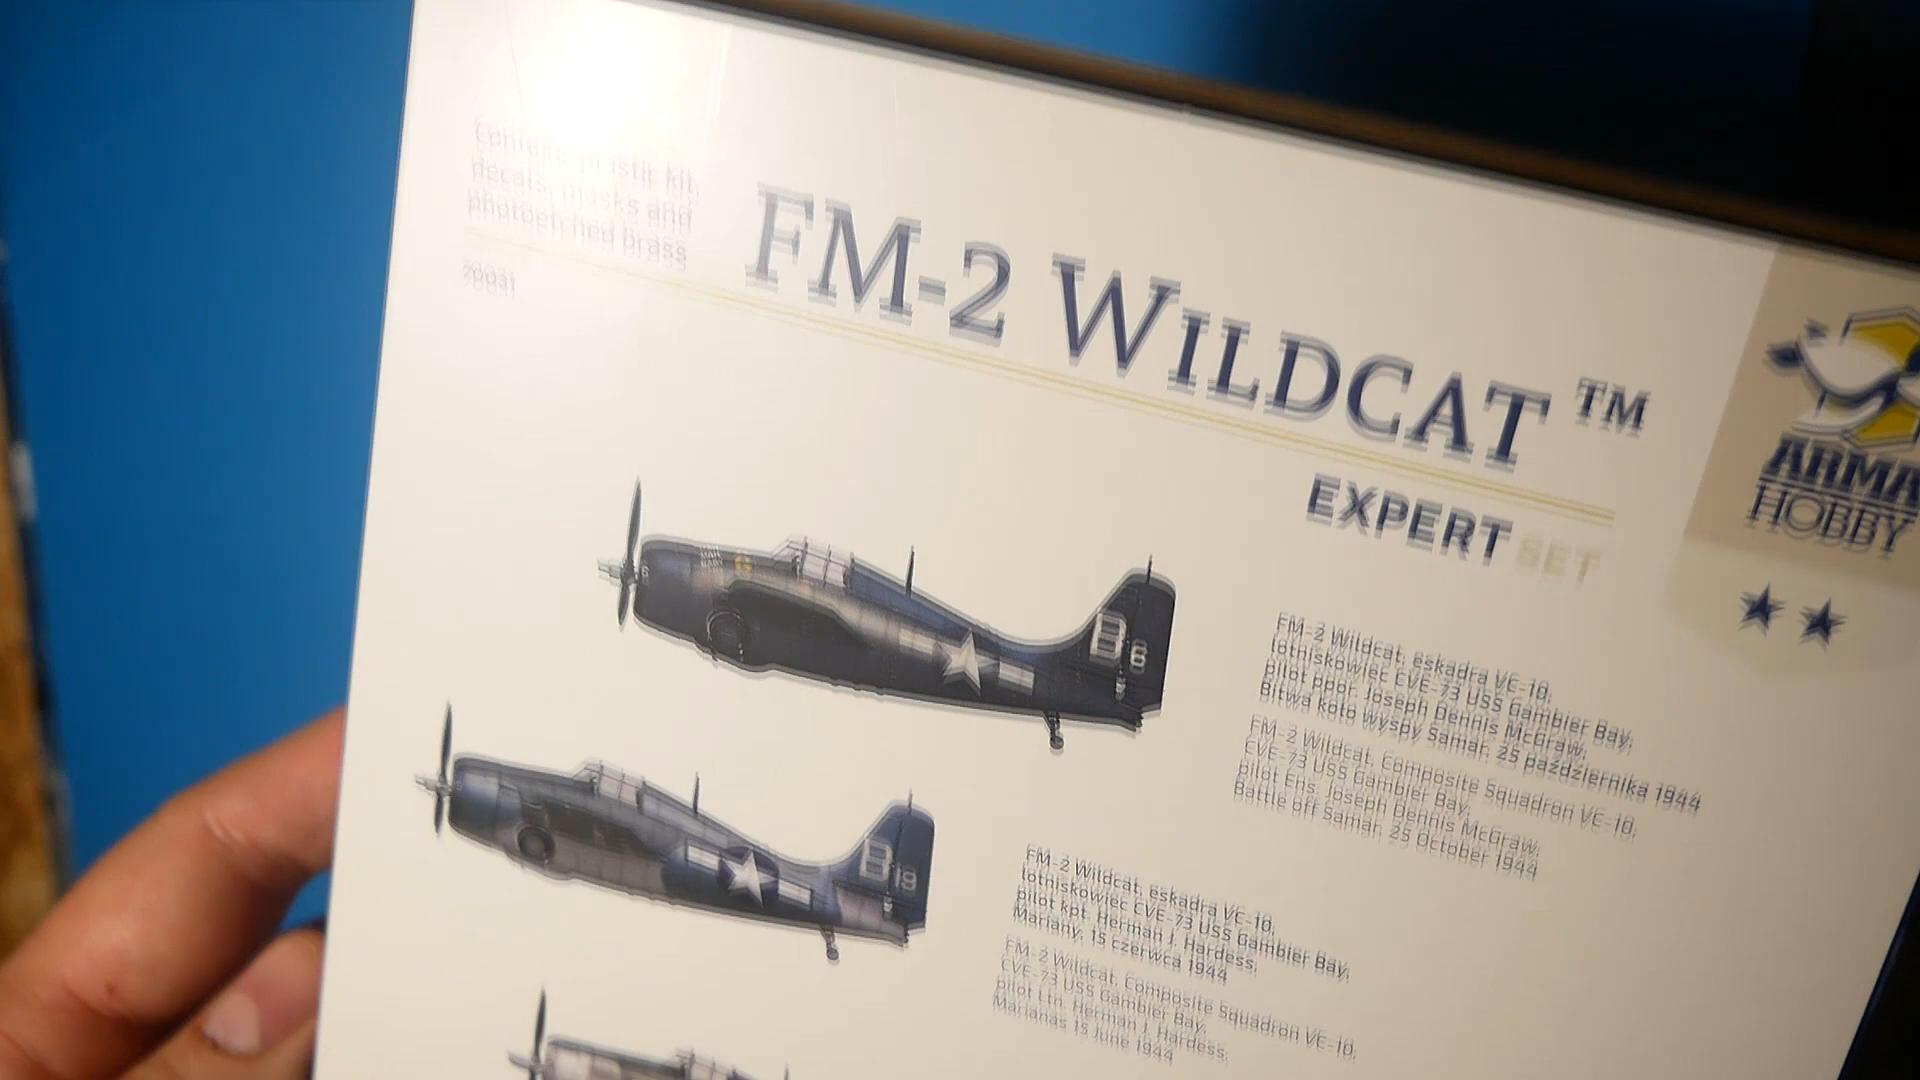 Contains plastic kit,
decals, masks and
photoetched brass
70031
FM-2 WILDCAT ™
EXPERT SET
ARMA
HOBBY
B
6
FM-2 Wildcat, eskadra VC-10,
lotniskowiec CVE-73 USS Gambier Bay,
pilot ppor. Joseph Dennis McGraw,
Bitwa koło Wyspy Samar, 25 października 1944
FM-2 Wildcat, Composite Squadron VC-10,
CVE-73 USS Gambier Bay,
pilot Ens. Joseph Dennis McGraw,
Battle off Samar, 25 October 1944
B
19
FM-2 Wildcat, eskadra VC-10,
lotniskowiec CVE-73 USS Gambier Bay,
pilot kpt. Herman J. Hardess,
Mariany, 15 czerwca 1944
FM-2 Wildcat, Composite Squadron VC-10,
CVE-73 USS Gambier Bay,
pilot Ltn. Herman J. Hardess,
Marianas 15 June 1944